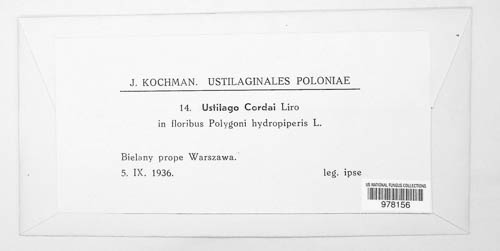 J. KOCHMAN. USTILAGINALES POLONIAE
14. Ustilago Cordai Liro
in floribus Polygoni hydropiperis L.
Bielany prope Warszawa.
5. IX. 1936. leg. ipse
US NATIONAL FUNGUS COLLECTIONS
978156